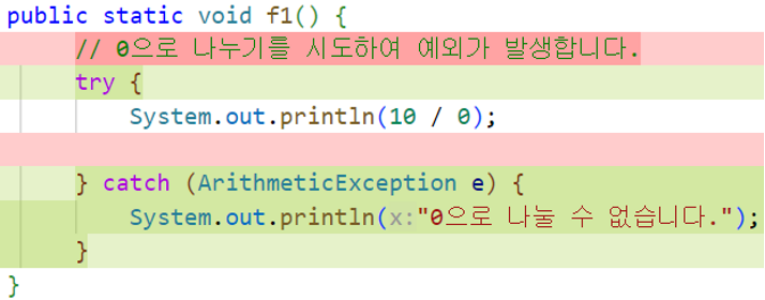 public static void f1() {
// 0으로 나누기를 시도하여 예외가 발생합니다.
try {
System.out.println(10 / 0);
} catch (ArithmeticException e) {
System.out.println(x:"0으로 나눌 수 없습니다.");
}
}